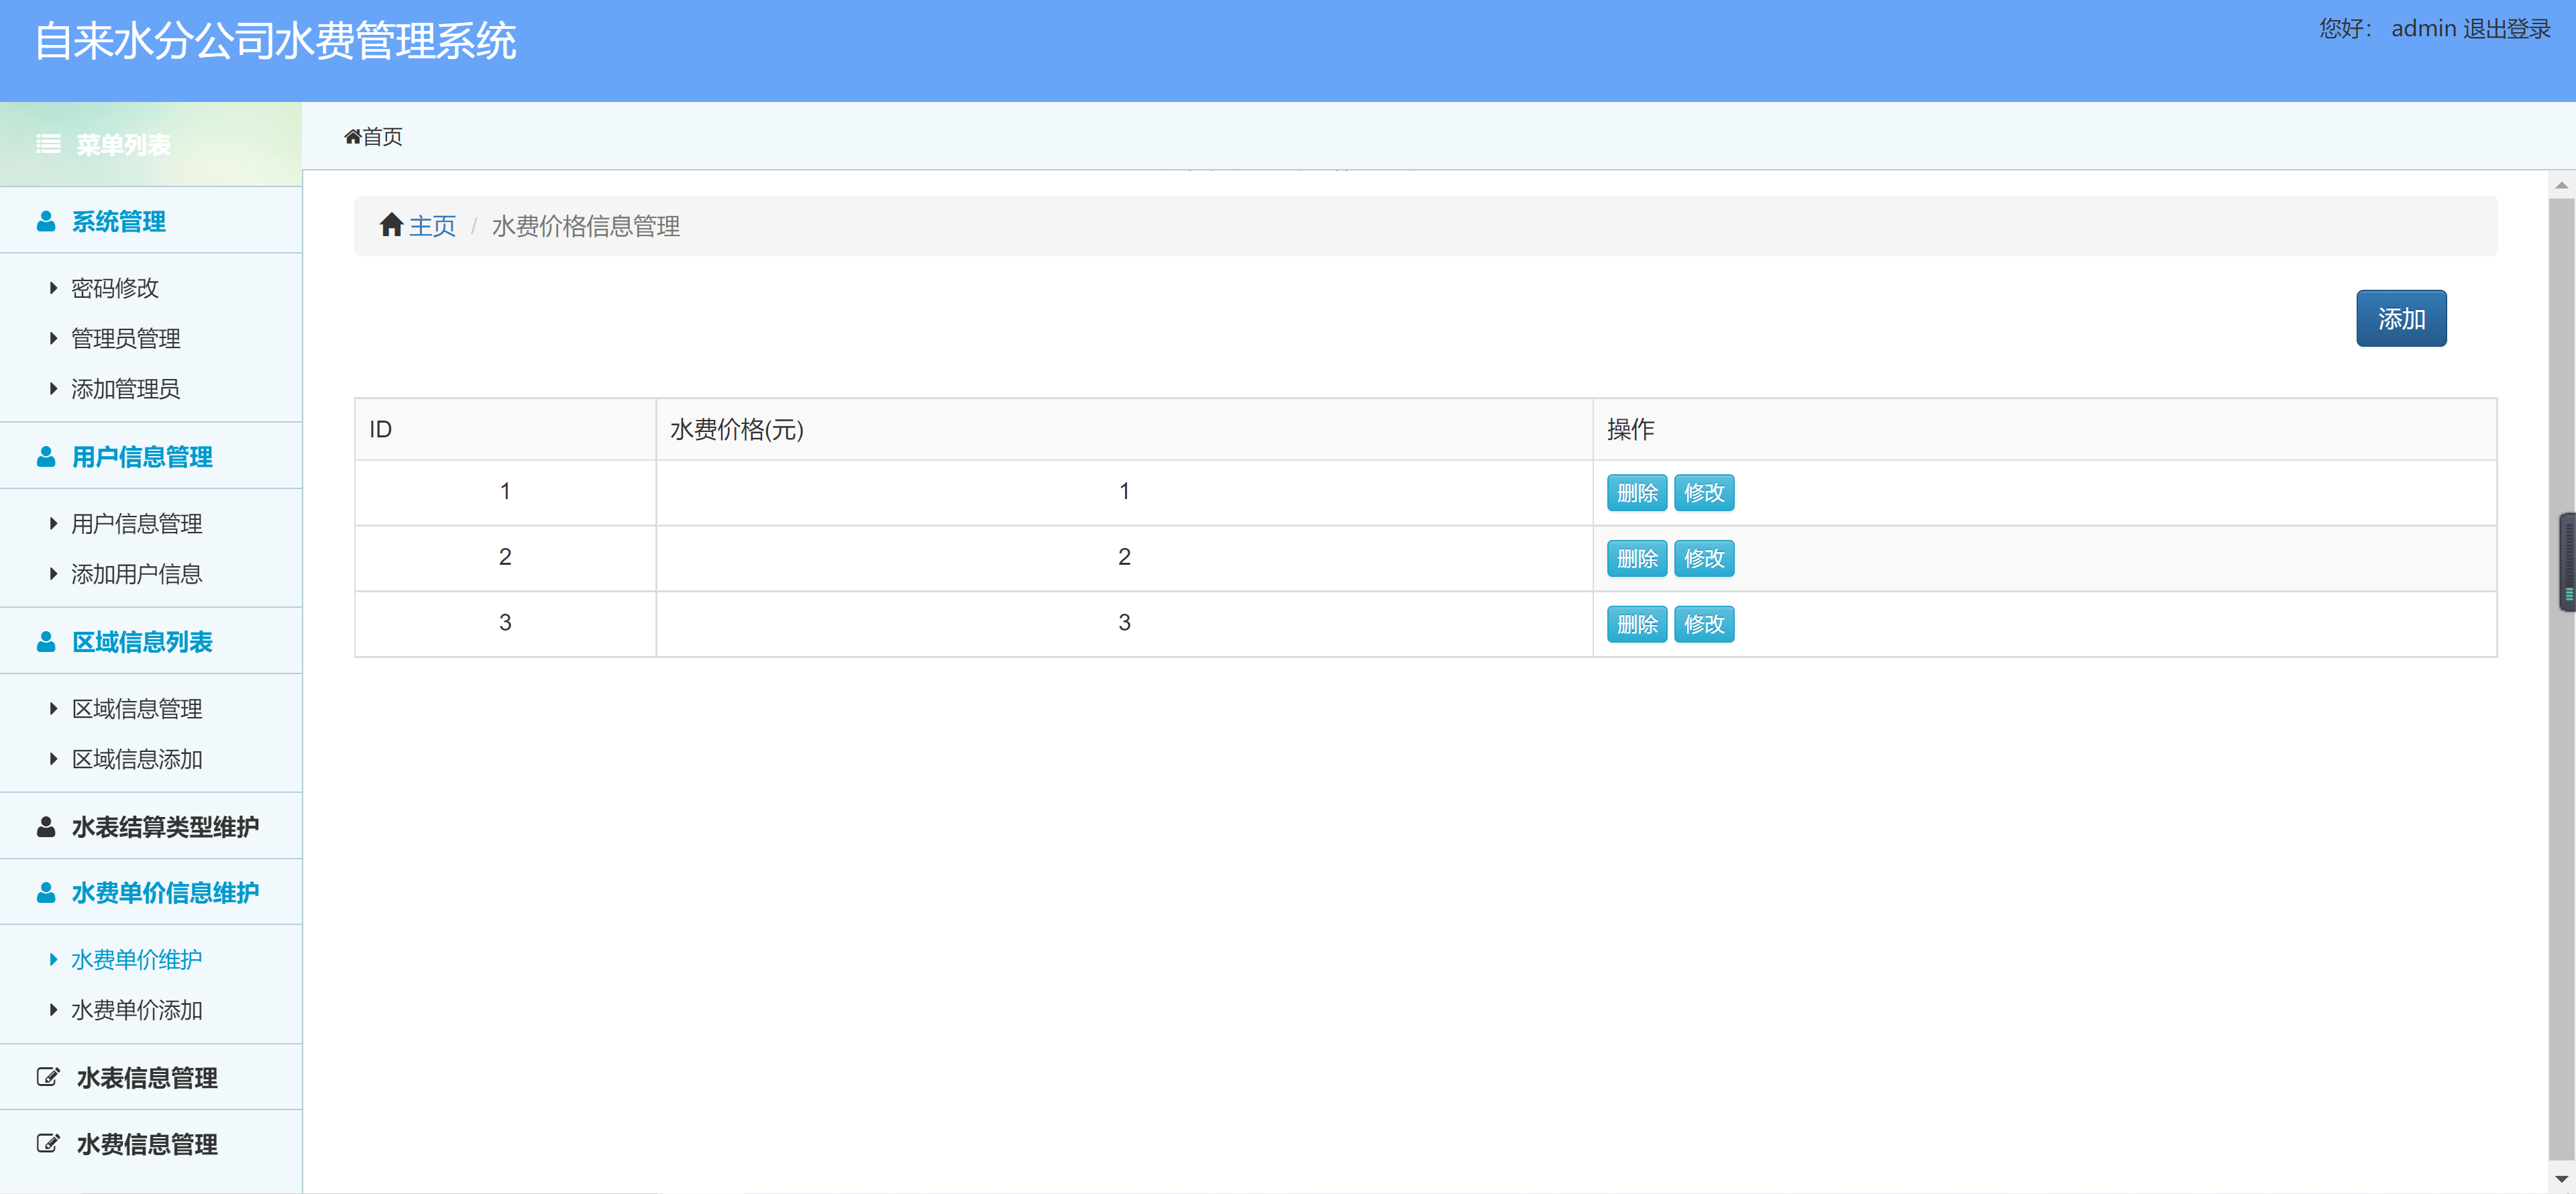 自来水分公司水费管理系统
您好： admin 退出登录
菜单列表
首页
系统管理
密码修改
管理员管理
添加管理员
用户信息管理
用户信息管理
添加用户信息
区域信息列表
区域信息管理
区域信息添加
水表结算类型维护
水费单价信息维护
水费单价维护
水费单价添加
水表信息管理
水费信息管理
主页 / 水费价格信息管理
添加
ID 水费价格(元) 操作
1 1 删除 修改
2 2 删除 修改
3 3 删除 修改